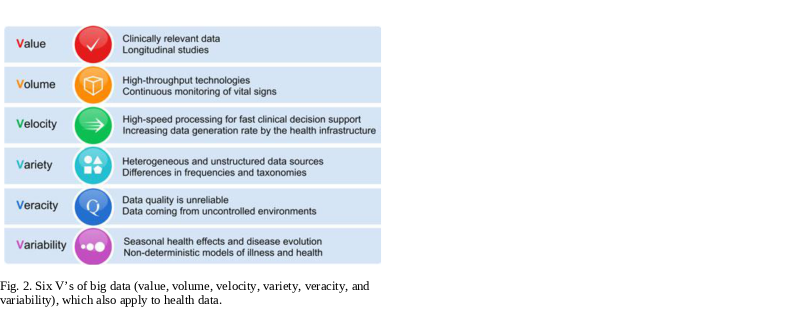 Value
Clinically relevant data
Longitudinal studies
Volume
High-throughput technologies
Continuous monitoring of vital signs
Velocity
High-speed processing for fast clinical decision support
Increasing data generation rate by the health infrastructure
Variety
Heterogeneous and unstructured data sources
Differences in frequencies and taxonomies
Veracity
Q
Data quality is unreliable
Data coming from uncontrolled environments
Variability
Seasonal health effects and disease evolution
Non-deterministic models of illness and health
Fig. 2. Six V's of big data (value, volume, velocity, variety, veracity, and
variability), which also apply to health data.